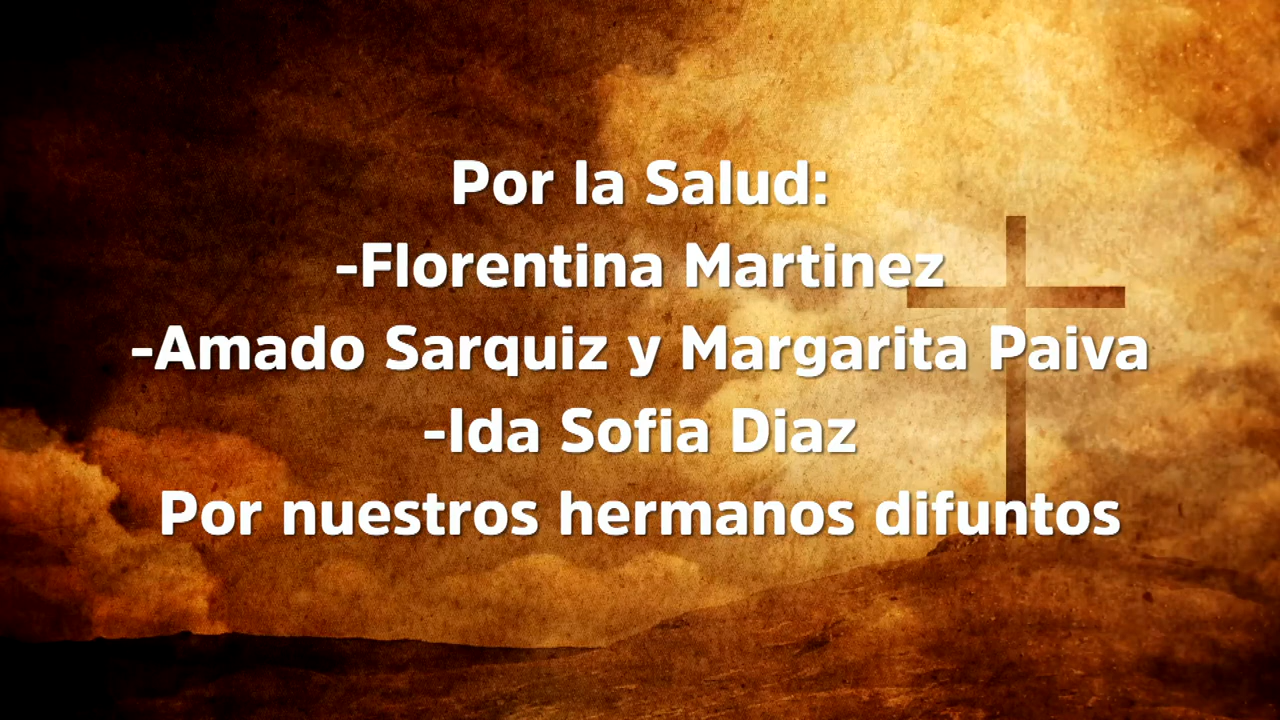 Por la Salud:
-Florentina Martinez
-Amado Sarquiz y Margarita Paiva
-Ida Sofia Diaz
Por nuestros hermanos difuntos